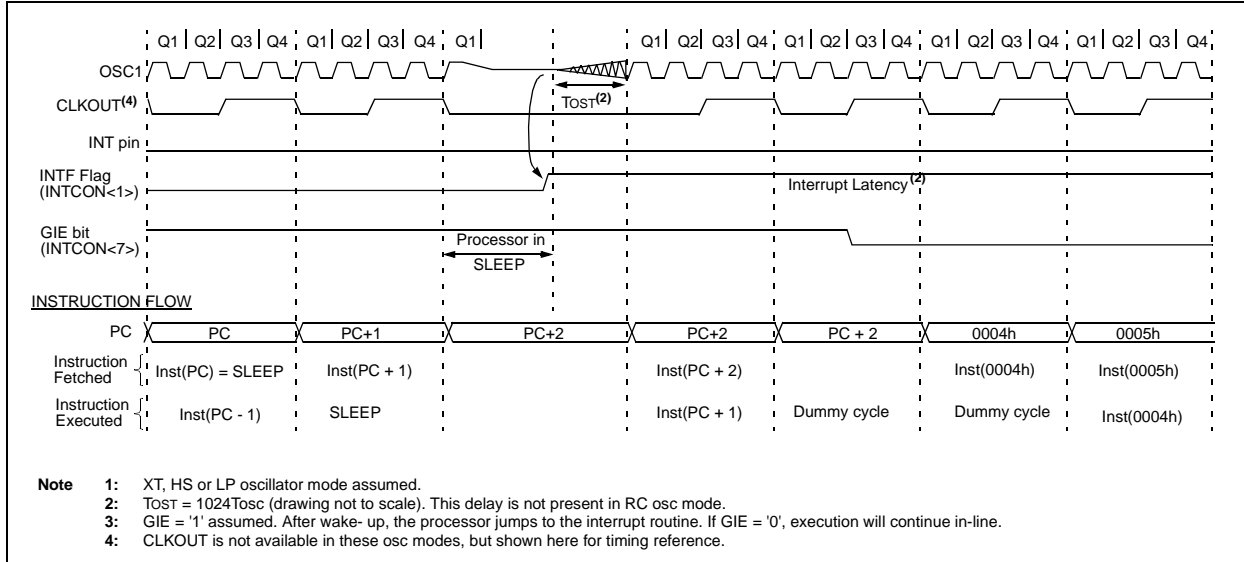 Q1 Q2 Q3 Q4 Q1 Q2 Q3 Q4 Q1 Q1 Q2 Q3 Q4 Q1 Q2 Q3 Q4 Q1 Q2 Q3 Q4 Q1 Q2 Q3 Q4
OSC1
TOST(2)
CLKOUT(4)
INT pin
INTF Flag
(INTCON<1>)
Interrupt Latency(2)
GIE bit
(INTCON<7>)
Processor in
SLEEP
INSTRUCTION FLOW
PC PC PC+1 PC+2 PC+2 PC + 2 0004h 0005h
Instruction
Fetched
Inst(PC) = SLEEP Inst(PC + 1) Inst(PC + 2) Inst(0004h) Inst(0005h)
Instruction
Executed
Inst(PC - 1) SLEEP Inst(PC + 1) Dummy cycle Dummy cycle Inst(0004h)
Note 1: XT, HS or LP oscillator mode assumed.
2: TOST = 1024Tosc (drawing not to scale). This delay is not present in RC osc mode.
3: GIE = '1' assumed. After wake- up, the processor jumps to the interrupt routine. If GIE = '0', execution will continue in-line.
4: CLKOUT is not available in these osc modes, but shown here for timing reference.